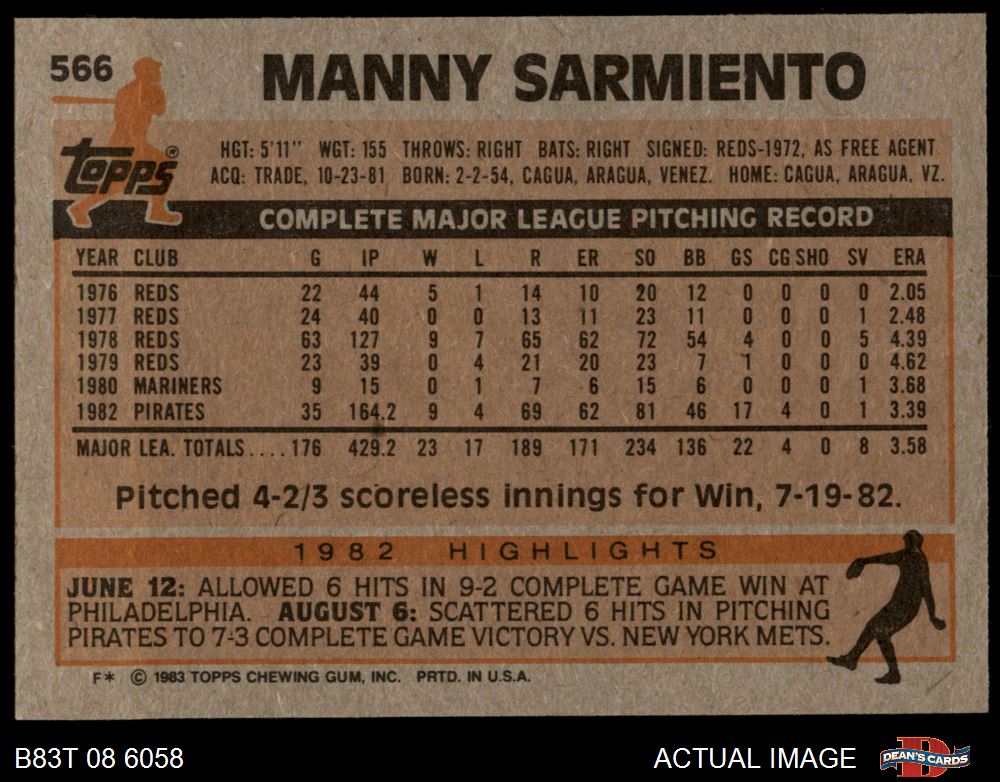 566
MANNY SARMIENTO
Topps®
HGT: 5'11" WGT: 155 THROWS: RIGHT BATS: RIGHT SIGNED: REDS-1972, AS FREE AGENT
ACQ: TRADE, 10-23-81 BORN: 2-2-54, CAGUA, ARAGUA, VENEZ. HOME: CAGUA, ARAGUA, VZ.
COMPLETE MAJOR LEAGUE PITCHING RECORD
YEAR CLUB G IP W L R ER SO BB GS CG SHO SV ERA
1976 REDS 22 44 5 1 14 10 20 12 0 0 0 0 2.05
1977 REDS 24 40 0 0 13 11 23 11 0 0 0 1 2.48
1978 REDS 63 127 9 7 65 62 72 54 4 0 0 5 4.39
1979 REDS 23 39 0 4 21 20 23 7 1 0 0 0 4.62
1980 MARINERS 9 15 0 1 7 6 15 6 0 0 0 1 3.68
1982 PIRATES 35 164.2 9 4 69 62 81 46 17 4 0 1 3.39
MAJOR LEA. TOTALS....176 429.2 23 17 189 171 234 136 22 4 0 8 3.58
Pitched 4-2/3 scoreless innings for Win, 7-19-82.
1982 HIGHLIGHTS
JUNE 12: ALLOWED 6 HITS IN 9-2 COMPLETE GAME WIN AT
PHILADELPHIA. AUGUST 6: SCATTERED 6 HITS IN PITCHING
PIRATES TO 7-3 COMPLETE GAME VICTORY VS. NEW YORK METS.
F* © 1983 TOPPS CHEWING GUM, INC. PRTD. IN U.S.A.
B83T 08 6058
ACTUAL IMAGE
DEAN'S CARDS